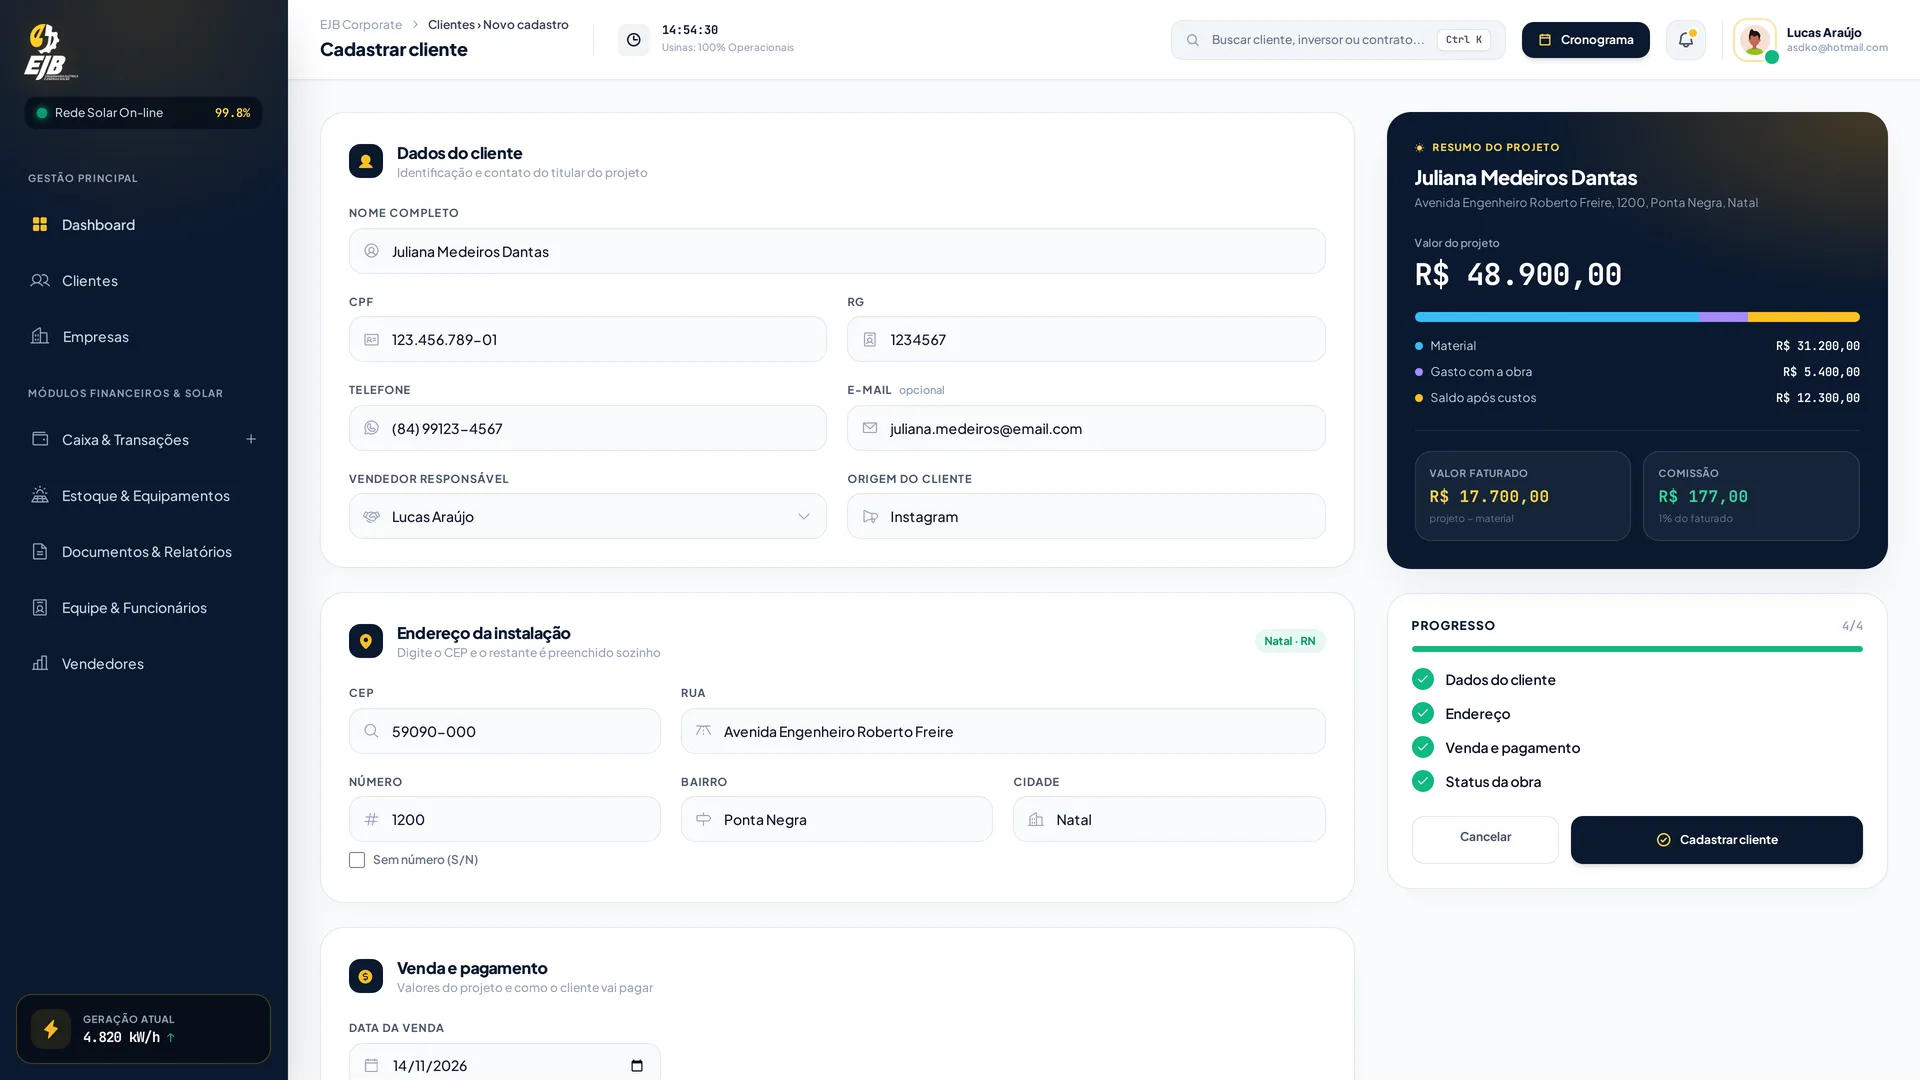 EJB
Rede Solar On-line 99.8%
GESTÃO PRINCIPAL
Dashboard
Clientes
Empresas
MÓDULOS FINANCEIROS & SOLAR
Caixa & Transações
Estoque & Equipamentos
Documentos & Relatórios
Equipe & Funcionários
Vendedores
GERAÇÃO ATUAL
4.820 kW/h ↑
EJB Corporate > Clientes › Novo cadastro
Cadastrar cliente
14:54:30
Usinas: 100% Operacionais
Buscar cliente, inversor ou contrato... Ctrl K
Cronograma
Lucas Araújo
asdko@hotmail.com
Dados do cliente
Identificação e contato do titular do projeto
NOME COMPLETO
Juliana Medeiros Dantas
CPF RG
123.456.789-01 1234567
TELEFONE E-MAIL opcional
(84) 99123-4567 juliana.medeiros@email.com
VENDEDOR RESPONSÁVEL ORIGEM DO CLIENTE
Lucas Araújo Instagram
Endereço da instalação
Digite o CEP e o restante é preenchido sozinho
Natal · RN
CEP RUA
59090-000 Avenida Engenheiro Roberto Freire
NÚMERO BAIRRO CIDADE
1200 Ponta Negra Natal
Sem número (S/N)
Venda e pagamento
Valores do projeto e como o cliente vai pagar
DATA DA VENDA
14/11/2026
RESUMO DO PROJETO
Juliana Medeiros Dantas
Avenida Engenheiro Roberto Freire, 1200, Ponta Negra, Natal
Valor do projeto
R$ 48.900,00
Material R$ 31.200,00
Gasto com a obra R$ 5.400,00
Saldo após custos R$ 12.300,00
VALOR FATURADO COMISSÃO
R$ 17.700,00 R$ 177,00
projeto – material 1% do faturado
PROGRESSO 4/4
Dados do cliente
Endereço
Venda e pagamento
Status da obra
Cancelar Cadastrar cliente